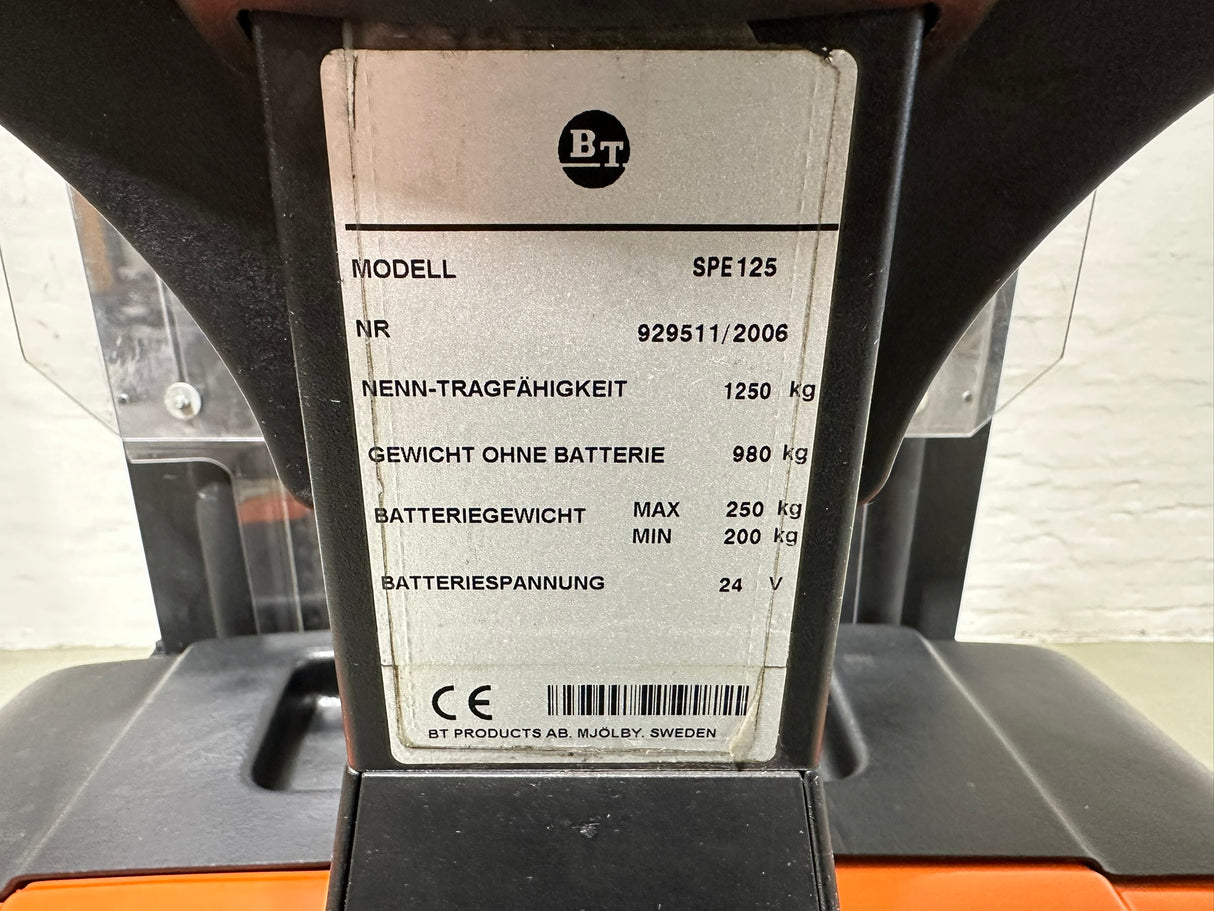 BT
MODELL SPE125
NR 929511/2006
NENN-TRAGFÄHIGKEIT 1250 kg
GEWICHT OHNE BATTERIE 980 kg
BATTERIEGEWICHT MAX 250 kg
MIN 200 kg
BATTERIESPANNUNG 24 V
CE
BT PRODUCTS AB. MJÖLBY. SWEDEN